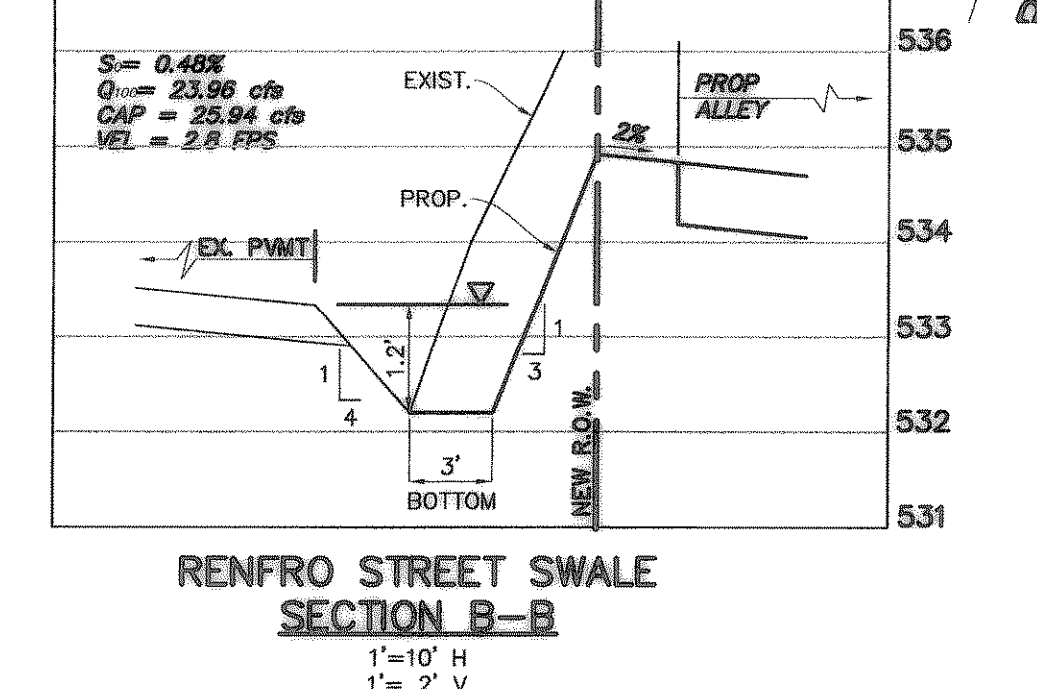 536
S₀= 0.48%
Q₁₀₀= 23.96 cfs
CAP = 25.94 cfs
VEL = 2.8 FPS
EXIST.
PROP
ALLEY
2%
535
PROP.
534
EX. PVMT
533
1.2'
1
3
1
4
NEW R.O.W.
532
3'
BOTTOM
531
RENFRO STREET SWALE
SECTION B-B
1'=10' H
1'= 2' V